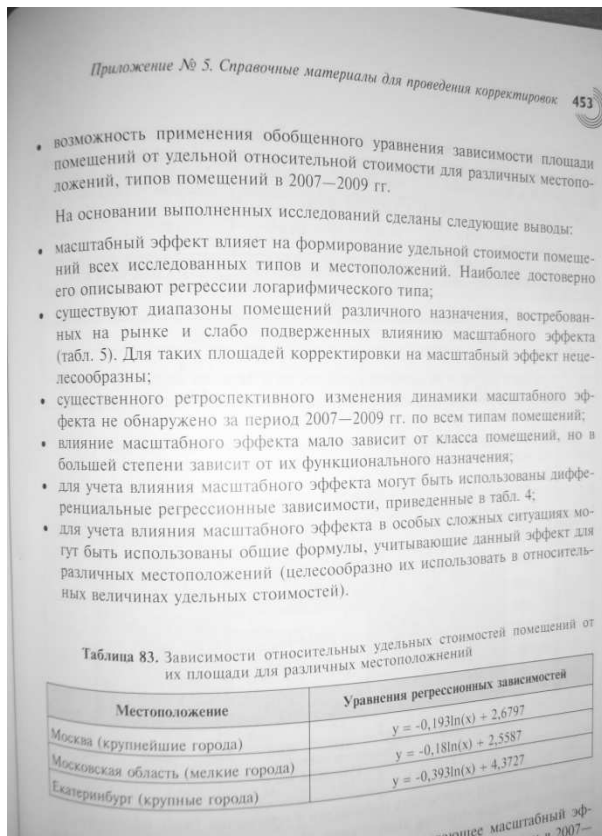 Приложение № 5. Справочные материалы для проведения корректировок 453
• возможность применения обобщенного уравнения зависимости площади
помещений от удельной относительной стоимости для различных местопо-
ложений, типов помещений в 2007—2009 гг.
На основании выполненных исследований сделаны следующие выводы:
• масштабный эффект влияет на формирование удельной стоимости помеще-
ний всех исследованных типов и местоположений. Наиболее достоверно
его описывают регрессии логарифмического типа;
• существуют диапазоны помещений различного назначения, востребован-
ных на рынке и слабо подверженных влиянию масштабного эффекта
(табл. 5). Для таких площадей корректировки на масштабный эффект неце-
лесообразны;
• существенного ретроспективного изменения динамики масштабного эф-
фекта не обнаружено за период 2007—2009 гг. по всем типам помещений;
• влияние масштабного эффекта мало зависит от класса помещений, но в
большей степени зависит от их функционального назначения;
• для учета влияния масштабного эффекта могут быть использованы диффе-
ренциальные регрессионные зависимости, приведенные в табл. 4;
• для учета влияния масштабного эффекта в особых сложных ситуациях мо-
гут быть использованы общие формулы, учитывающие данный эффект для
различных местоположений (целесообразно их использовать в относитель-
ных величинах удельных стоимостей).
Таблица 83. Зависимости относительных удельных стоимостей помещений от
их площади для различных местоположнений
Местоположение Уравнения регрессионных зависимостей
Москва (крупнейшие города) y = -0,193ln(x) + 2,6797
Московская область (мелкие города) y = -0,18ln(x) + 2,5587
Екатеринбург (крупные города) y = -0,393ln(x) + 4,3727
масштабный эф-
в 2007—